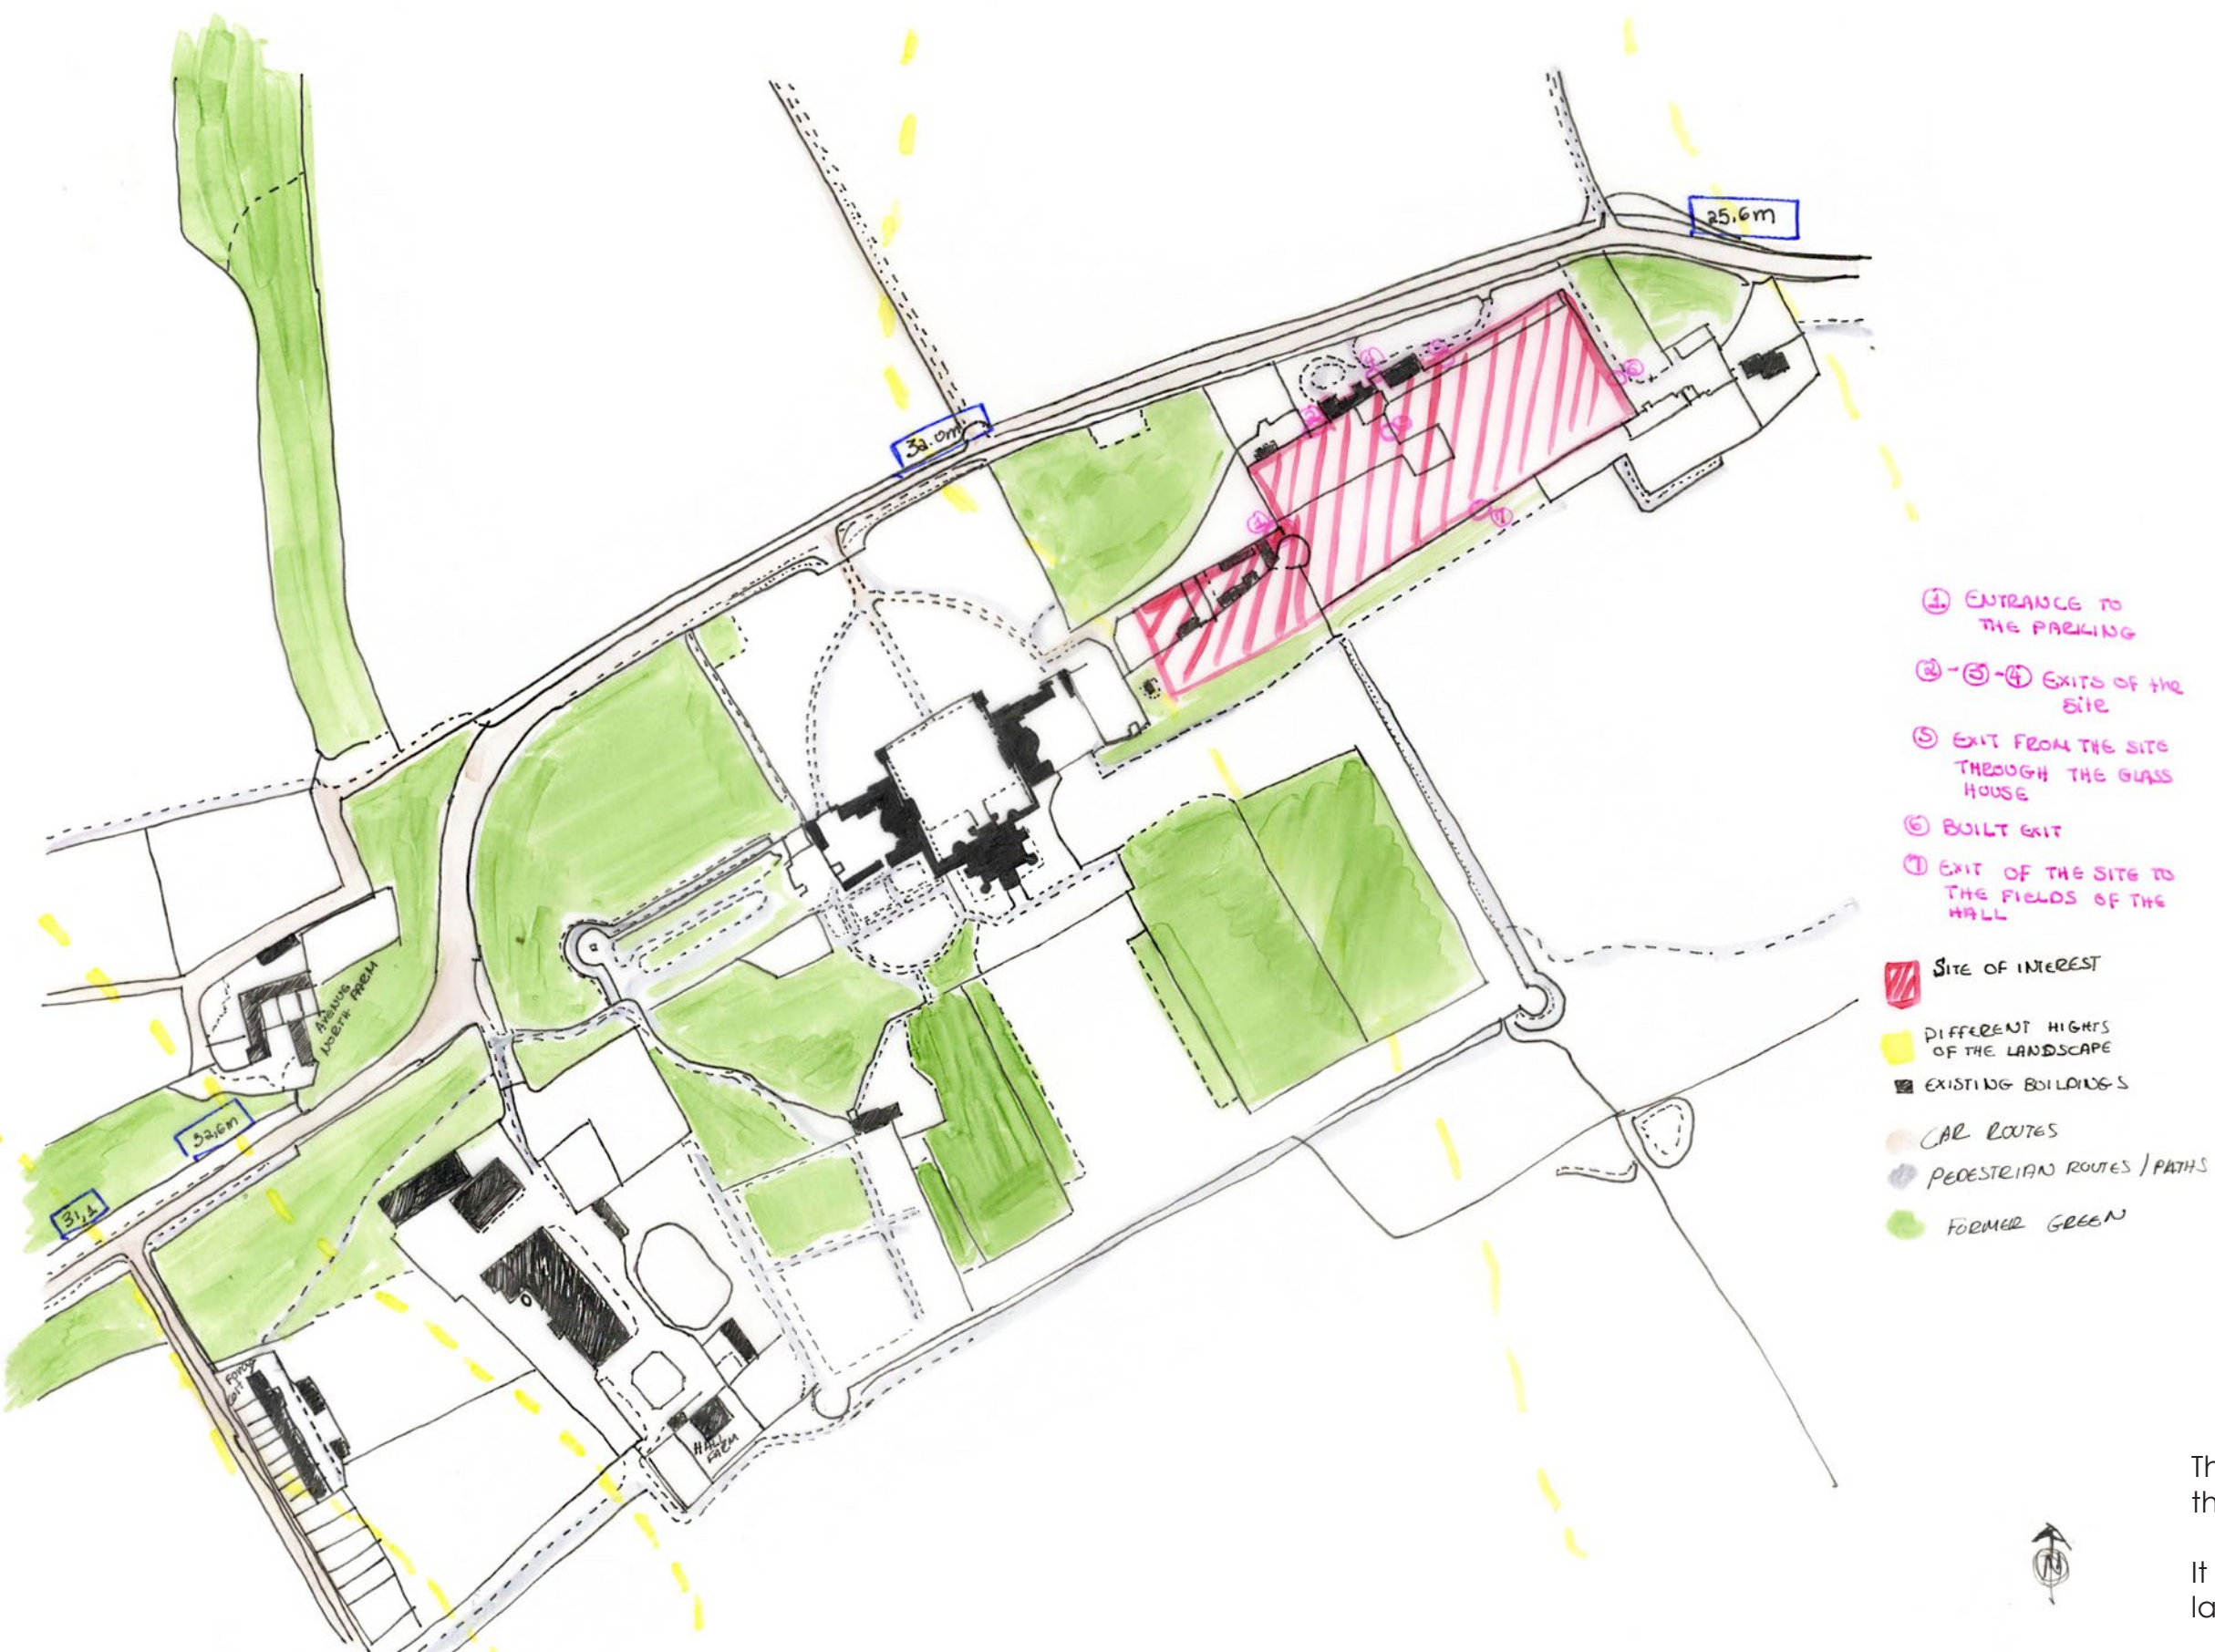 25.6m
32.0m
32,6m
31,1
AVENUE
NORTH FARM
HALL
FARM
① ENTRANCE TO
THE PARKING
②-③-④ EXITS OF the
Site
⑤ EXIT FROM THE SITE
THROUGH THE GLASS
HOUSE
⑥ BUILT EXIT
⑦ EXIT OF THE SITE TO
THE FIELDS OF THE
HALL
SITE OF INTEREST
DIFFERENT HIGHTS
OF THE LANDSCAPE
EXISTING BUILDINGS
CAR ROUTES
PEDESTRIAN ROUTES / PATHS
FORMER GREEN
N
It